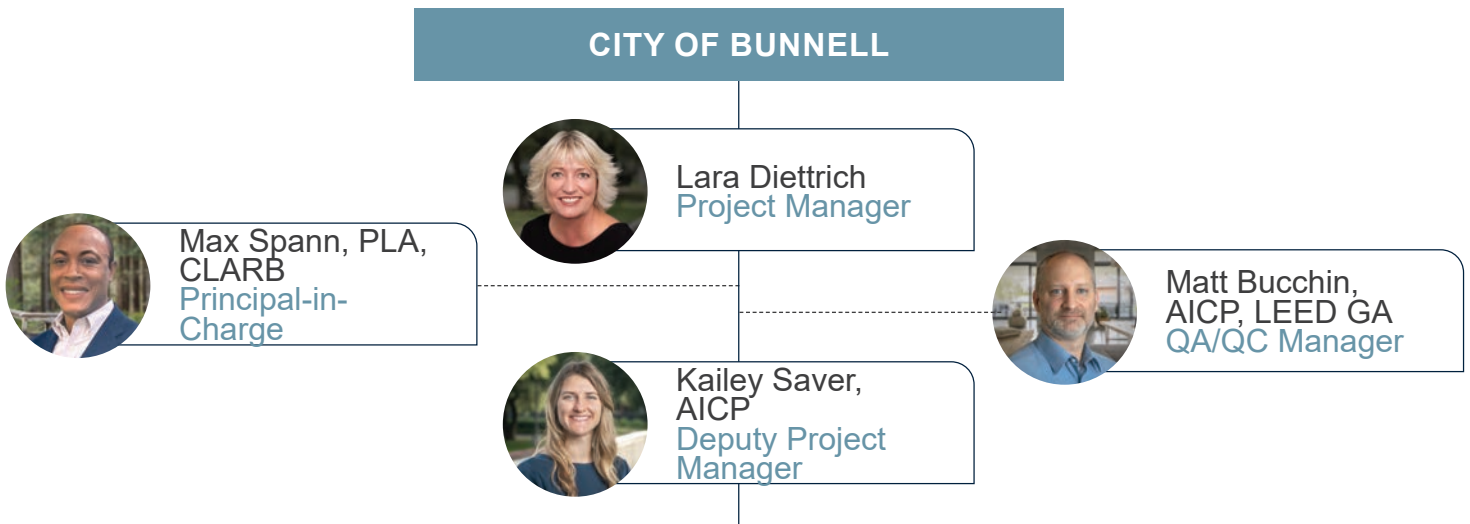 CITY OF BUNNELL
Lara Diettrich
Project Manager
Max Spann, PLA,
CLARB
Principal-in-
Charge
Matt Bucchin,
AICP, LEED GA
QA/QC Manager
Kailey Saver,
AICP
Deputy Project
Manager